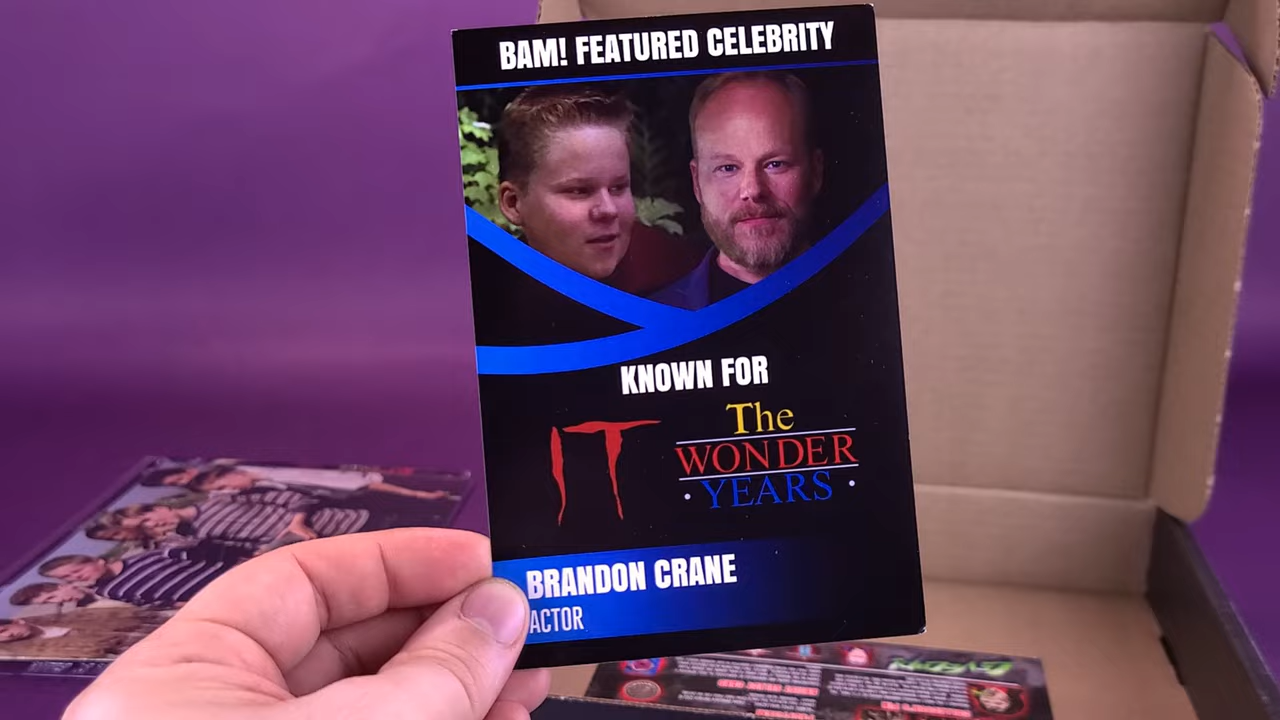 BAM! FEATURED CELEBRITY
KNOWN FOR
IT
The
WONDER
· YEARS ·
BRANDON CRANE
ACTOR